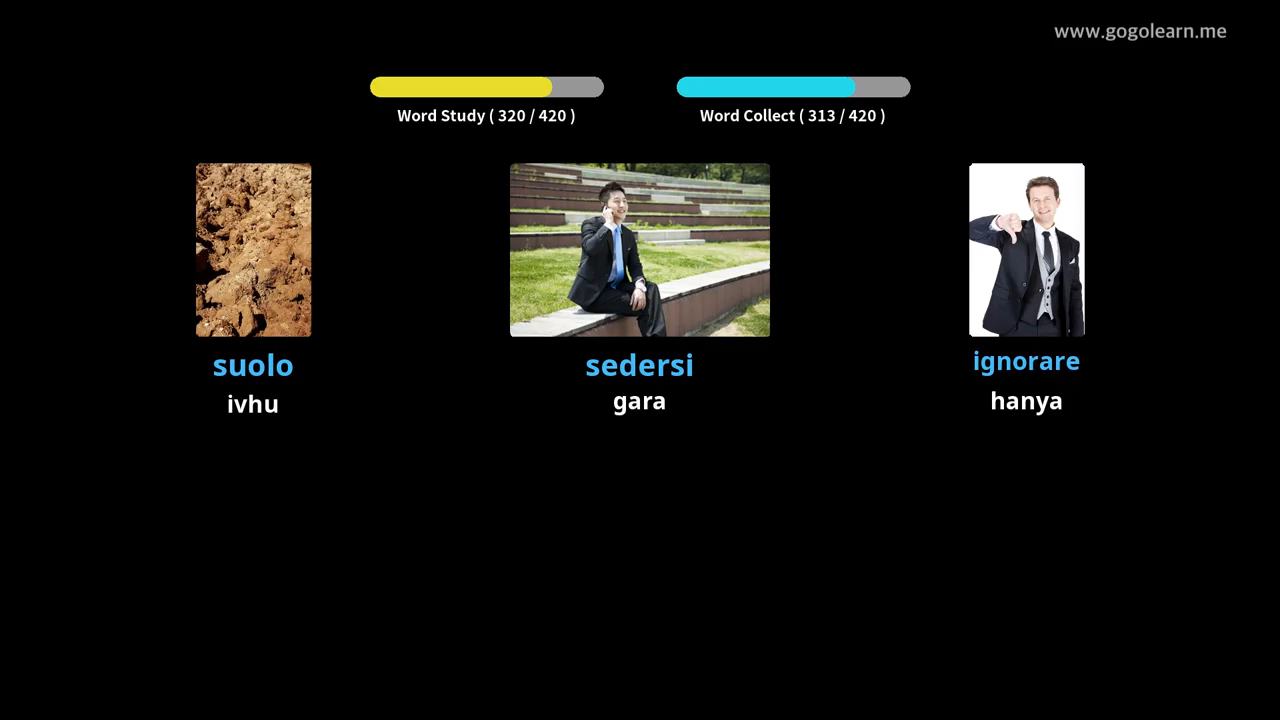 www.gogolearn.me
Word Study ( 320 / 420 )
Word Collect ( 313 / 420 )
suolo
ivhu
sedersi
gara
ignorare
hanya